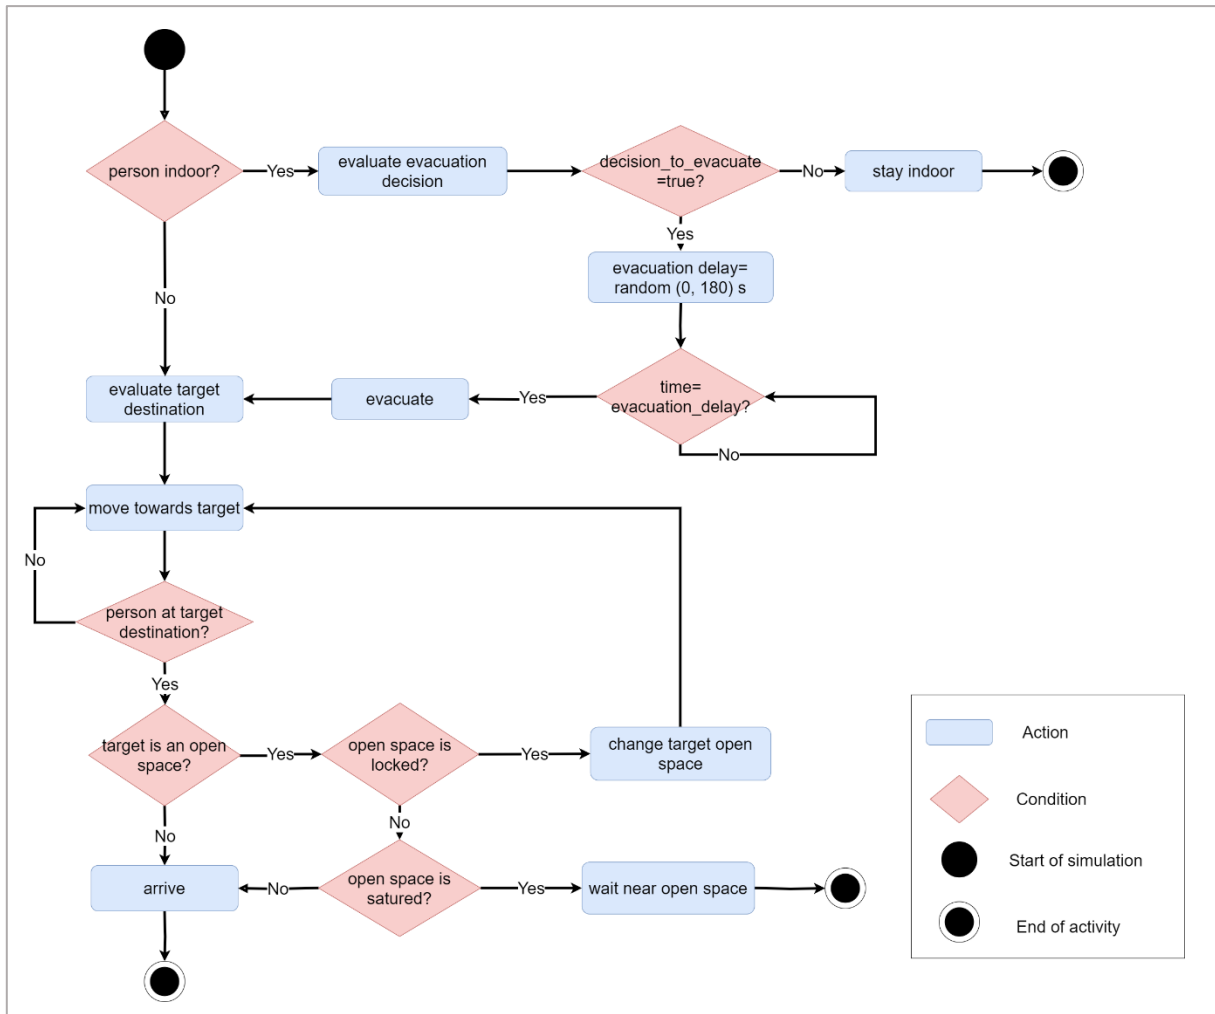 person indoor?
Yes
evaluate evacuation
decision
decision_to_evacuate
=true?
No
stay indoor
Yes
evacuation delay=
random (0, 180) s
No
evaluate target
destination
evacuate
Yes
time=
evacuation_delay?
No
move towards target
No
person at target
destination?
Yes
target is an open
space?
Yes
open space is
locked?
Yes
change target open
space
No
No
arrive
No
open space is
satured?
Yes
wait near open space
Action
Condition
Start of simulation
End of activity